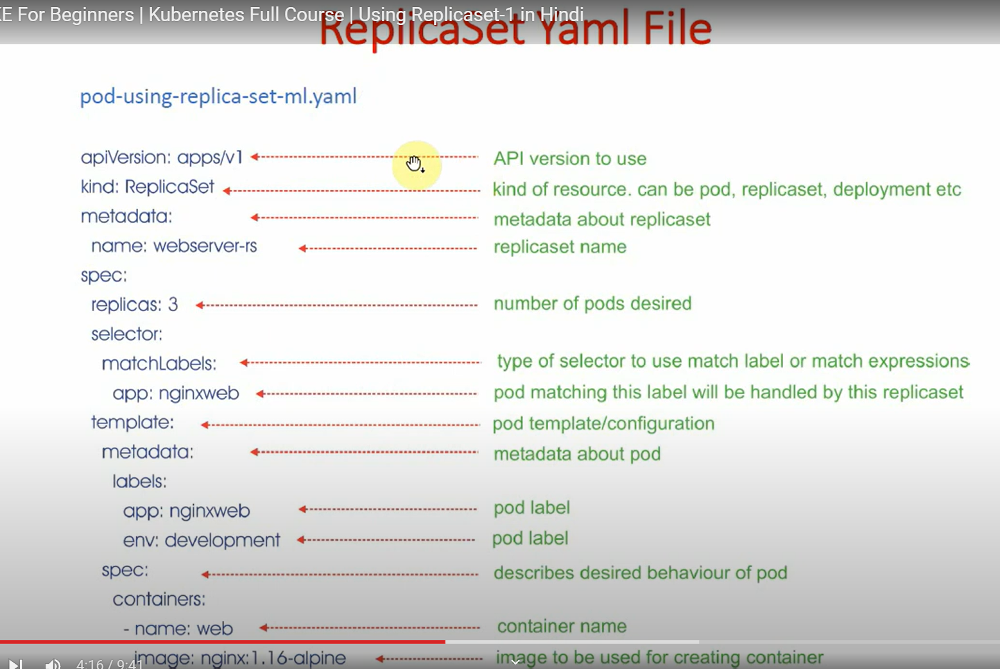 KE For Beginners | Kubernetes Full Course | Using Replicaset-1 in Hindi
ReplicaSet Yaml File
pod-using-replica-set-ml.yaml
apiVersion: apps/v1 API version to use
kind: ReplicaSet kind of resource. can be pod, replicaset, deployment etc
metadata: metadata about replicaset
name: webserver-rs replicaset name
spec:
replicas: 3 number of pods desired
selector:
matchLabels: type of selector to use match label or match expressions
app: nginxweb pod matching this label will be handled by this replicaset
template: pod template/configuration
metadata: metadata about pod
labels:
app: nginxweb pod label
env: development pod label
spec: describes desired behaviour of pod
containers:
- name: web container name
image: nginx:1.16-alpine image to be used for creating container
4:16 / 9:41